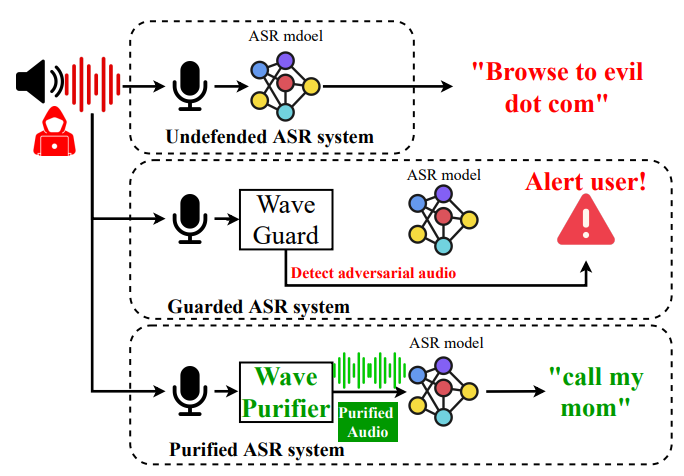 ASR mdoel
"Browse to evil
dot com"
Undefended ASR system
ASR model
Alert user!
Wave
Guard
Detect adversarial audio
Guarded ASR system
ASR model
Wave
Purifier
Purified
Audio
"call my
mom"
Purified ASR system